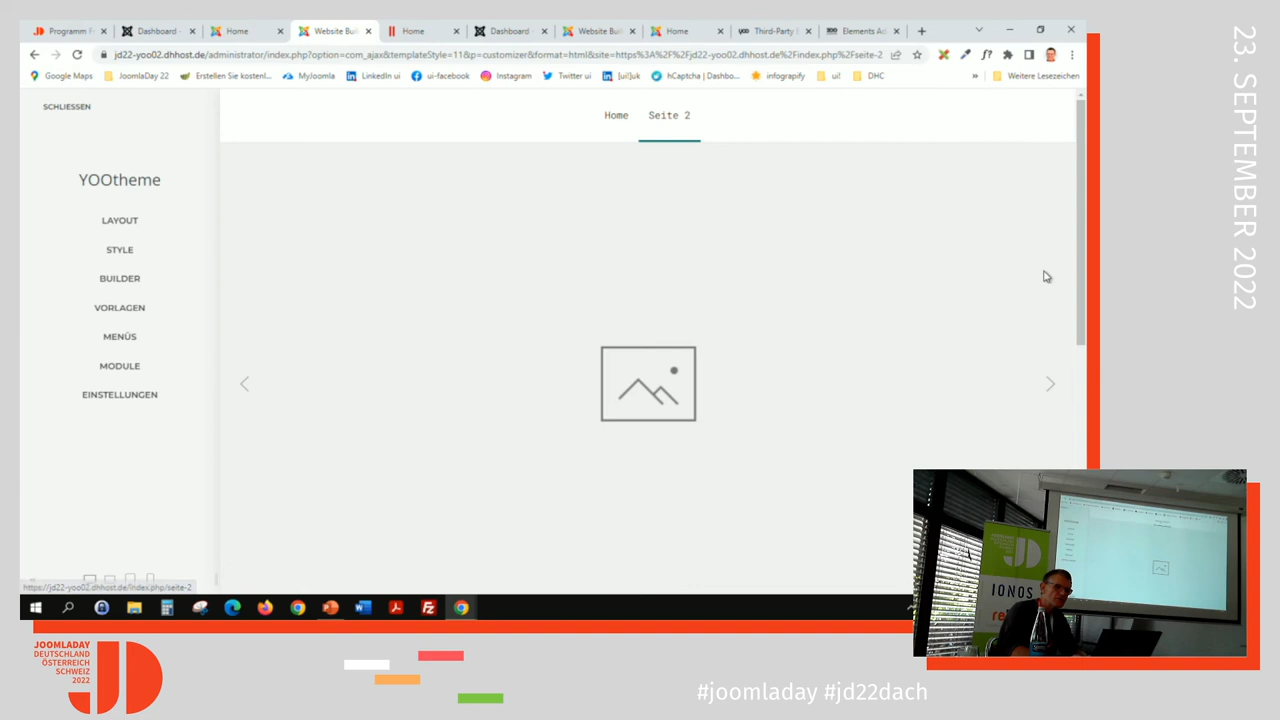 Programm F
Dashboard -
Home
Website Buil
Home
Dashboard -
Website Buil
Home
Third-Party I
Elements Ad
jd22-yoo02.dhhost.de/administrator/index.php?option=com_ajax&templateStyle=11&p=customizer&format=html&site=https%3A%2F%2Fjd22-yoo02.dhhost.de%2Findex.php%2Fseite-2
Google Maps
JoomlaDay 22
Erstellen Sie kostenl...
MyJoomla
LinkedIn ui
ui-facebook
Instagram
Twitter ui
hCaptcha | Dashbo...
infograpify
ui!
DHC
»
Weitere Lesezeichen
SCHLIESSEN
Home
Seite 2
YOOtheme
LAYOUT
STYLE
BUILDER
VORLAGEN
MENÜS
MODULE
EINSTELLUNGEN
https://jd22-yoo02.dhhost.de/index.php/seite-2
23. SEPTEMBER 2022
JD
IONOS
JOOMLADAY
DEUTSCHLAND
ÖSTERREICH
SCHWEIZ
2022
JD
#joomladay #jd22dach